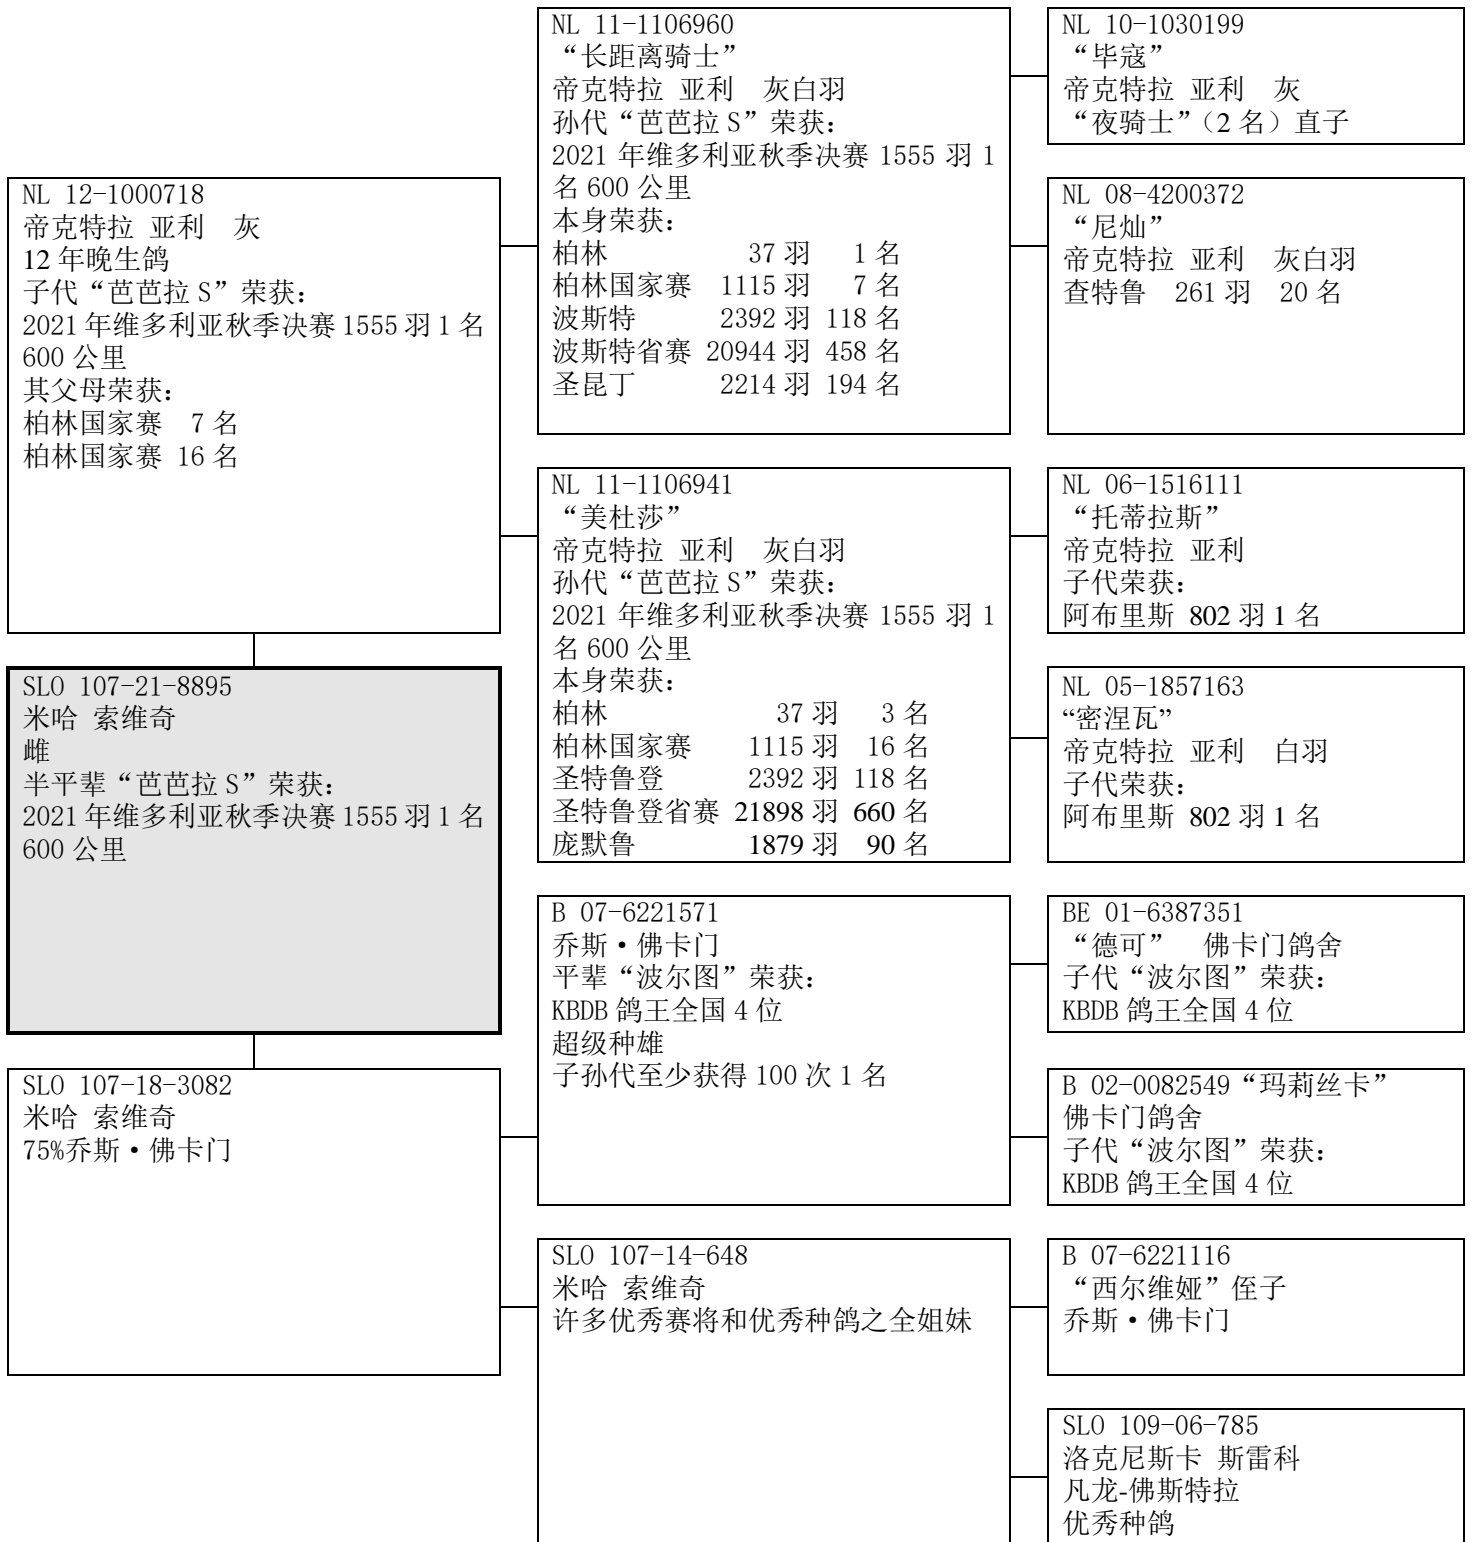 NL 12-1000718
帝克特拉 亚利　灰
12 年晚生鸽
子代“芭芭拉 S”荣获：
2021 年维多利亚秋季决赛 1555 羽 1 名
600 公里
其父母荣获：
柏林国家赛　7 名
柏林国家赛 16 名
SLO 107-21-8895
米哈 索维奇
雌
半平辈“芭芭拉 S”荣获：
2021 年维多利亚秋季决赛 1555 羽 1 名
600 公里
SLO 107-18-3082
米哈 索维奇
75%乔斯·佛卡门
NL 11-1106960
“长距离骑士”
帝克特拉 亚利　灰白羽
孙代“芭芭拉 S”荣获：
2021 年维多利亚秋季决赛 1555 羽 1
名 600 公里
本身荣获：
柏林 37 羽 1 名
柏林国家赛 1115 羽 7 名
波斯特 2392 羽 118 名
波斯特省赛 20944 羽 458 名
圣昆丁 2214 羽 194 名
NL 11-1106941
“美杜莎”
帝克特拉 亚利　灰白羽
孙代“芭芭拉 S”荣获：
2021 年维多利亚秋季决赛 1555 羽 1
名 600 公里
本身荣获：
柏林 37 羽 3 名
柏林国家赛 1115 羽 16 名
圣特鲁登 2392 羽 118 名
圣特鲁登省赛 21898 羽 660 名
庞默鲁 1879 羽 90 名
B 07-6221571
乔斯·佛卡门
平辈“波尔图”荣获：
KBDB 鸽王全国 4 位
超级种雄
子孙代至少获得 100 次 1 名
SLO 107-14-648
米哈 索维奇
许多优秀赛将和优秀种鸽之全姐妹
NL 10-1030199
“毕寇”
帝克特拉 亚利　灰
“夜骑士”（2 名）直子
NL 08-4200372
“尼灿”
帝克特拉 亚利　灰白羽
查特鲁　261 羽　20 名
NL 06-1516111
“托蒂拉斯”
帝克特拉 亚利
子代荣获：
阿布里斯 802 羽 1 名
NL 05-1857163
“密涅瓦”
帝克特拉 亚利　白羽
子代荣获：
阿布里斯 802 羽 1 名
BE 01-6387351
“德可”　佛卡门鸽舍
子代“波尔图”荣获：
KBDB 鸽王全国 4 位
B 02-0082549“玛莉丝卡”
佛卡门鸽舍
子代“波尔图”荣获：
KBDB 鸽王全国 4 位
B 07-6221116
“西尔维娅”侄子
乔斯·佛卡门
SLO 109-06-785
洛克尼斯卡 斯雷科
凡龙-佛斯特拉
优秀种鸽